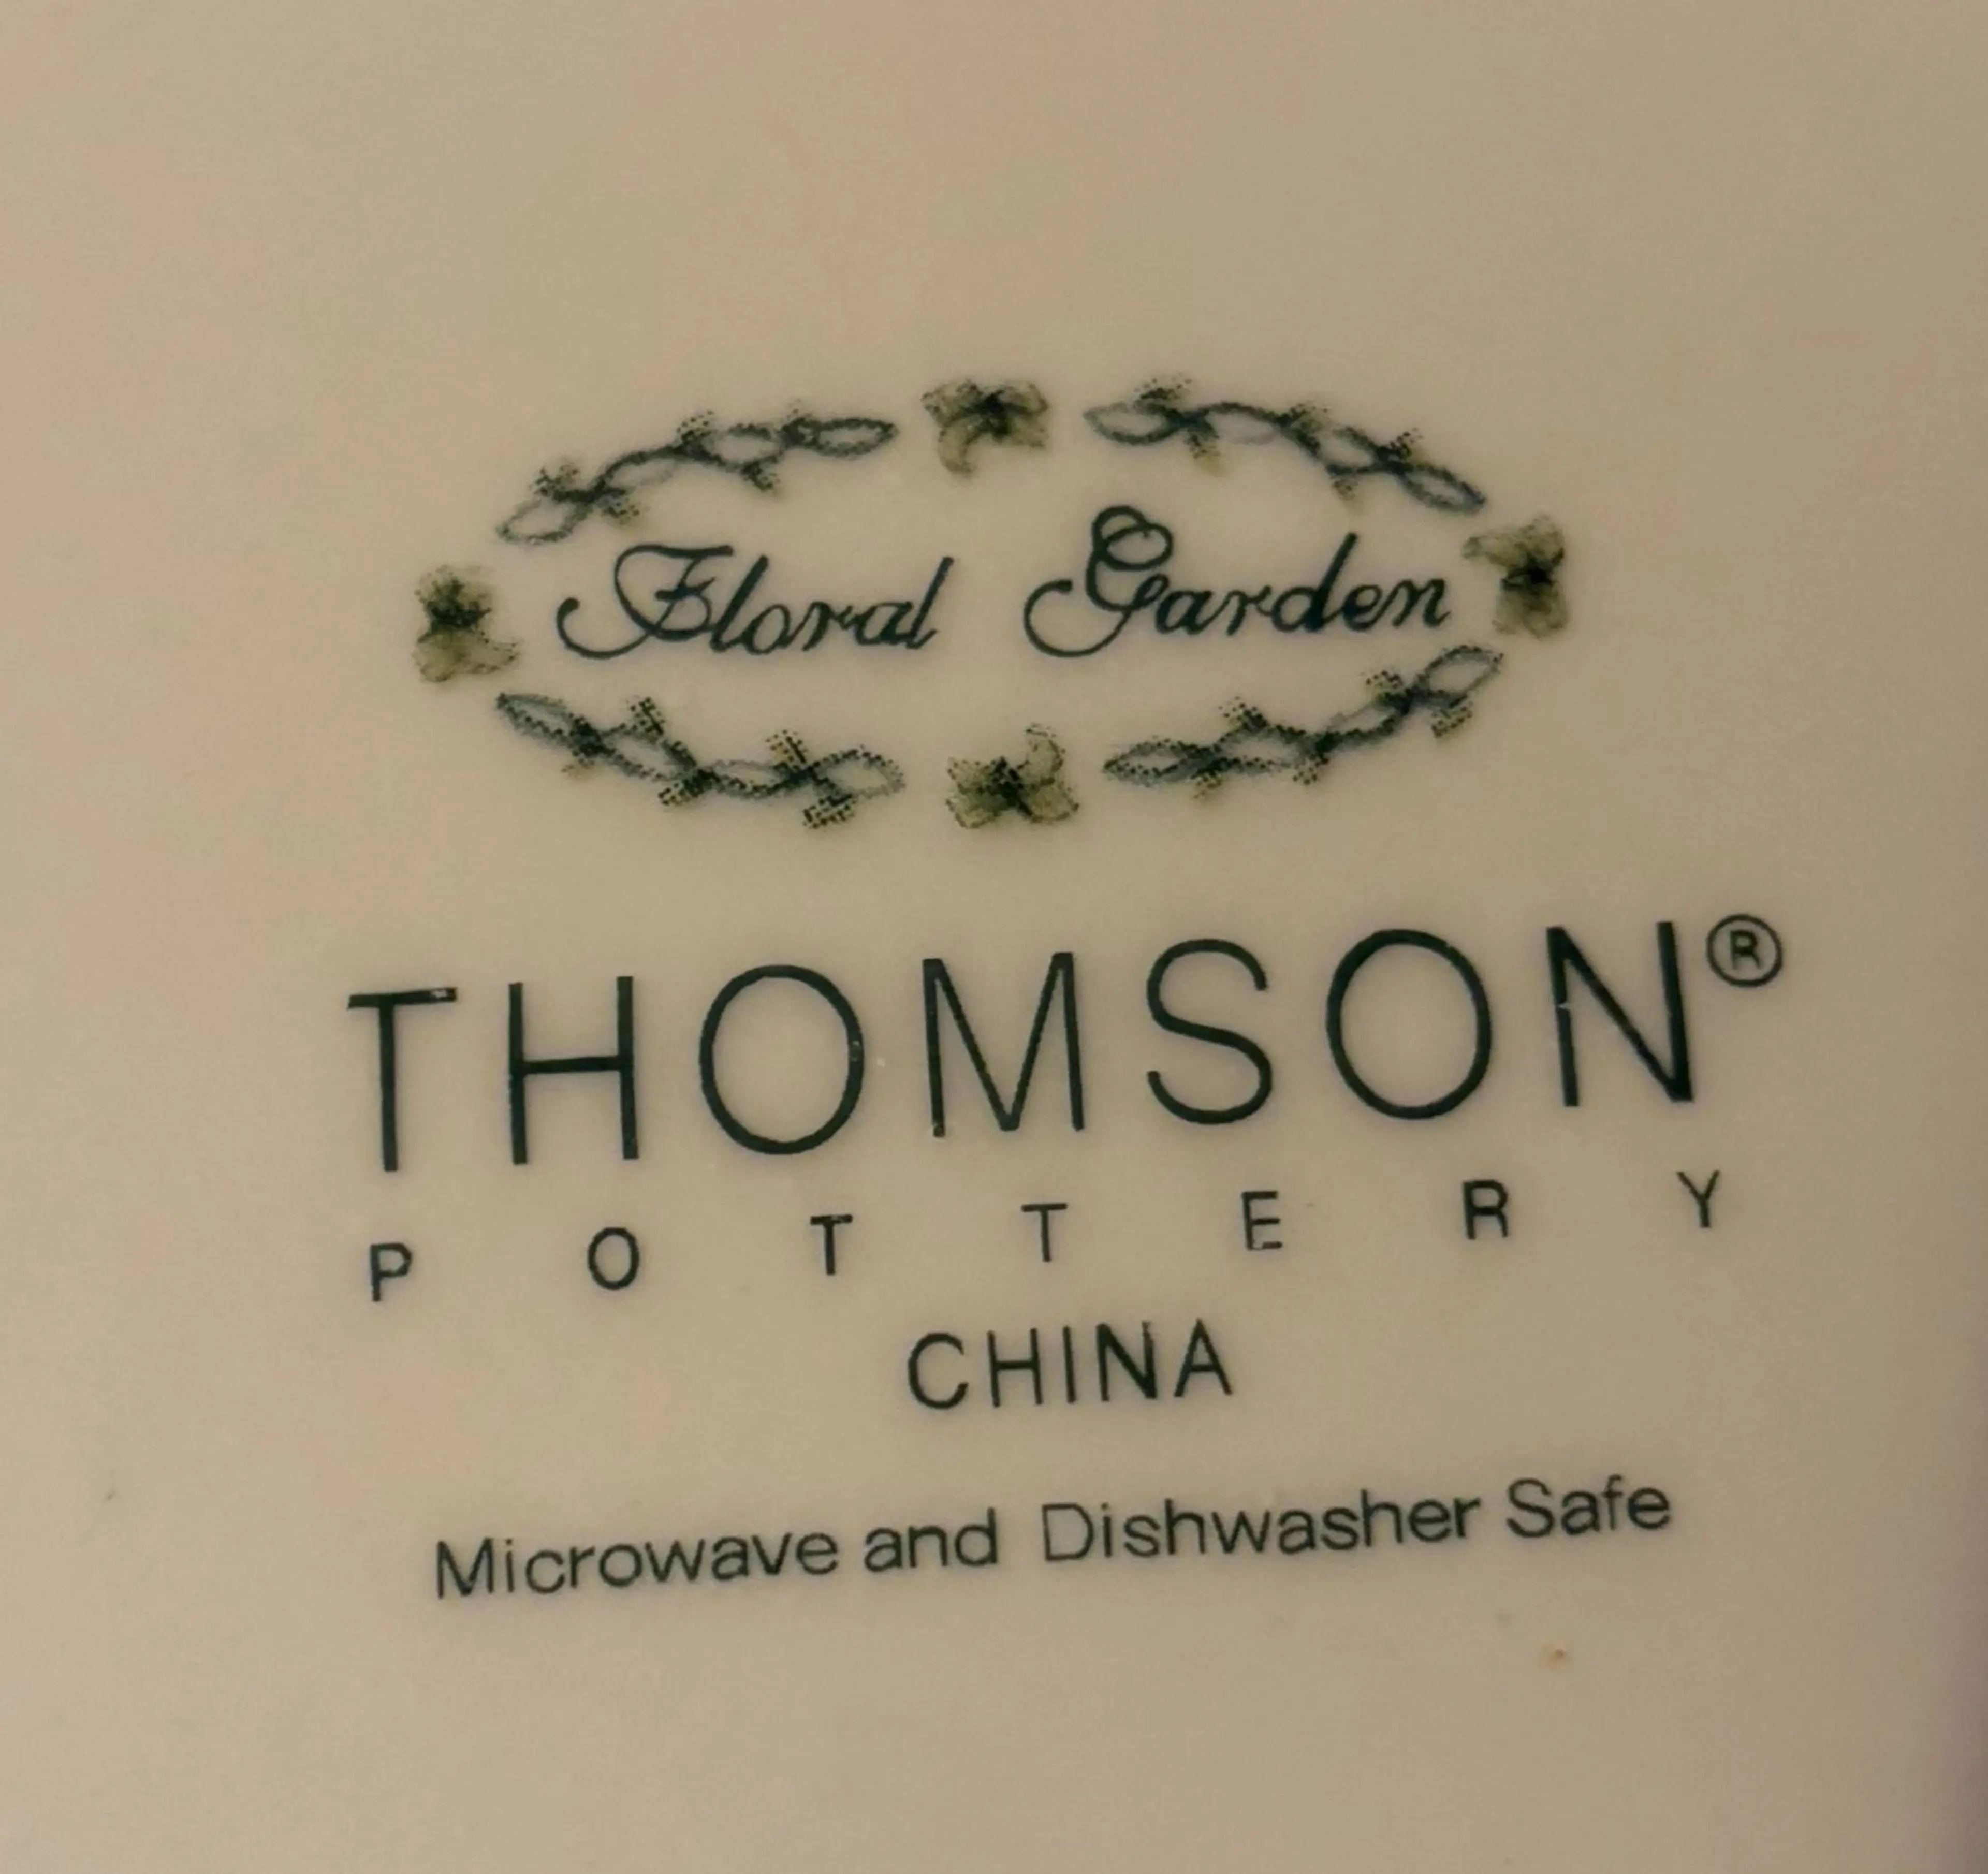 Floral Garden
THOMSON®
POTTERY
CHINA
Microwave and Dishwasher Safe